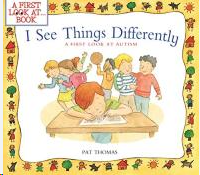 A FIRST
LOOK AT...
BOOK
I See Things Differently
A FIRST LOOK AT AUTISM
PAT THOMAS